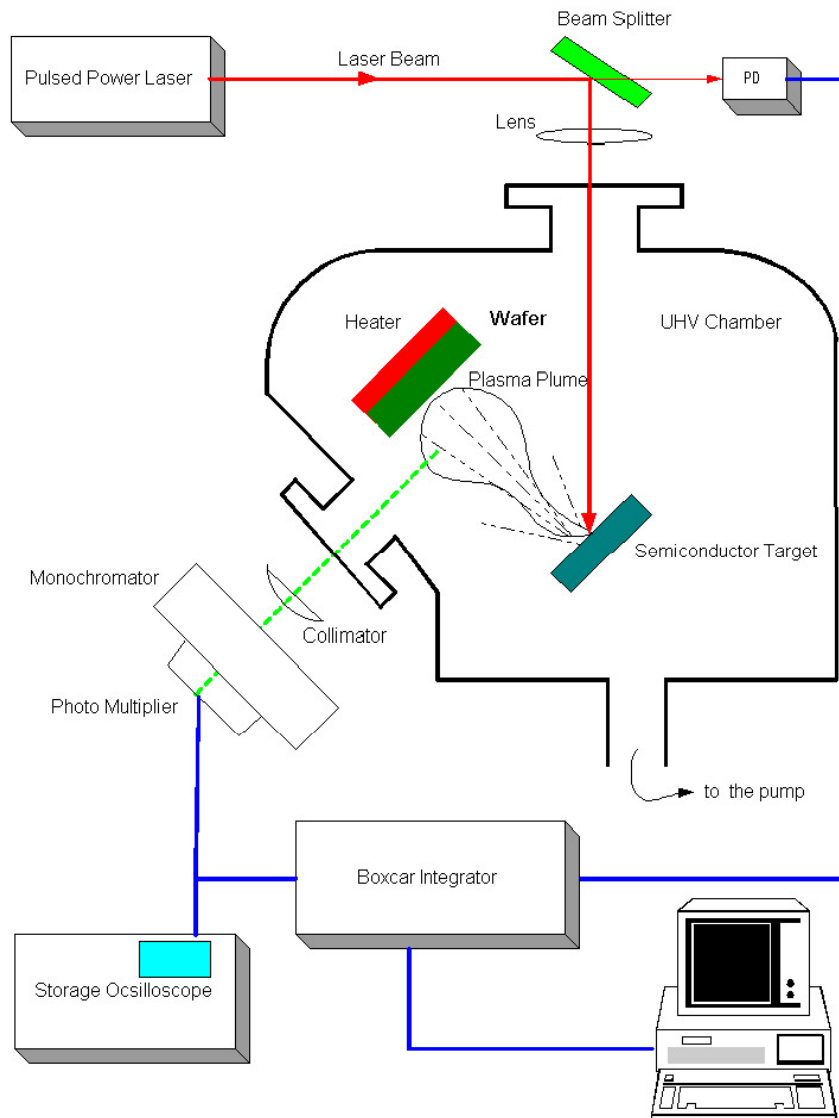 Beam Splitter
Laser Beam
Pulsed Power Laser
PD
Lens
Heater
Wafer
UHV Chamber
Plasma Plume
Semiconductor Target
Monochromator
Collimator
Photo Multiplier
to the pump
Boxcar Integrator
Storage Ocsilloscope